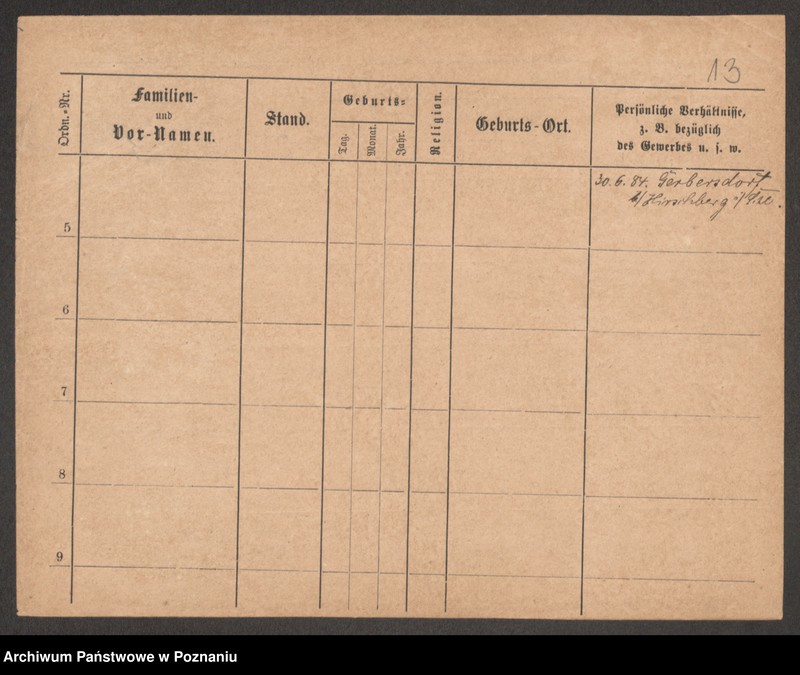 13
Ordn.-Nr.
Familien-
und
Vor-Namen.
Stand.
Geburts-
Tag.
Monat.
Jahr.
Religion.
Geburts-Ort.
Persönliche Verhältnisse,
z. B. bezüglich
des Gewerbes u. s. w.
30. 6. 84. Gerbersdorf
b/Hirschberg i/
5
6
7
8
9
Archiwum Państwowe w Poznaniu